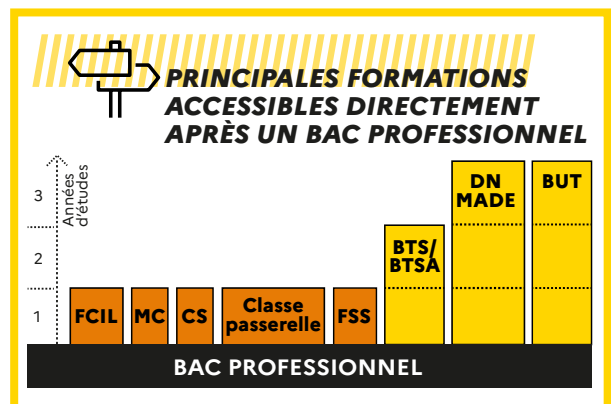 PRINCIPALES FORMATIONS
ACCESSIBLES DIRECTEMENT
APRÈS UN BAC PROFESSIONNEL
Années
d'études
3
2
1
FCIL
MC
CS
Classe
passerelle
FSS
BTS/
BTSA
DN
MADE
BUT
BAC PROFESSIONNEL